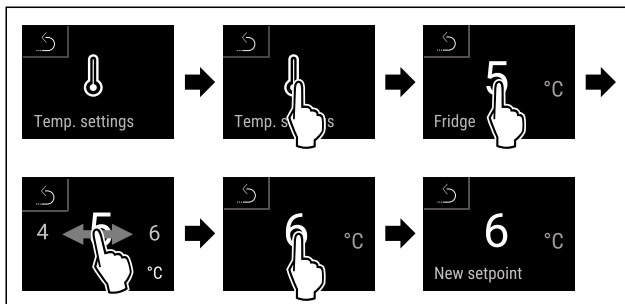 Temp. settings
Temp. s s
5 °C
Fridge
4 5 6
°C
6 °C
6 °C
New setpoint